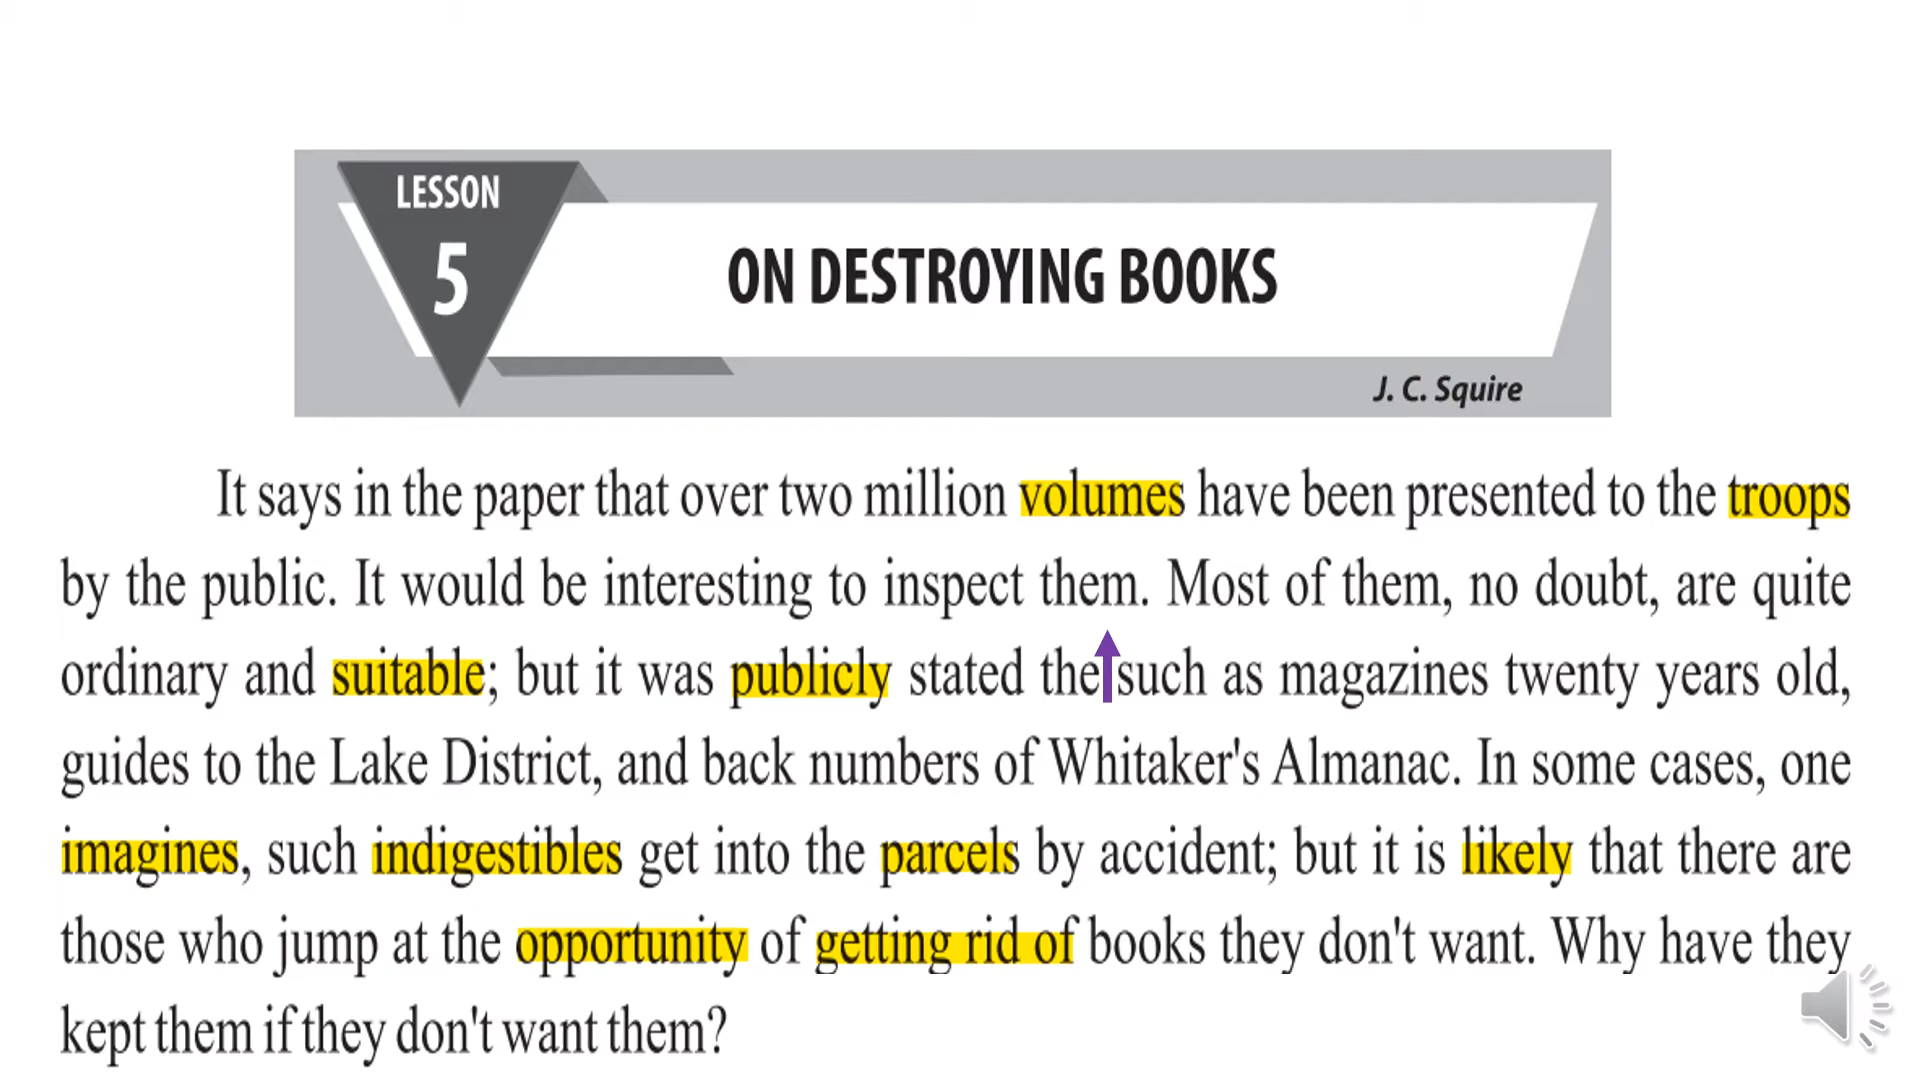 LESSON
5
ON DESTROYING BOOKS
J. C. Squire
It says in the paper that over two million volumes have been presented to the troops
by the public. It would be interesting to inspect them. Most of them, no doubt, are quite
ordinary and suitable; but it was publicly stated the such as magazines twenty years old,
guides to the Lake District, and back numbers of Whitaker's Almanac. In some cases, one
imagines, such indigestibles get into the parcels by accident; but it is likely that there are
those who jump at the opportunity of getting rid of books they don't want. Why have they
kept them if they don't want them?